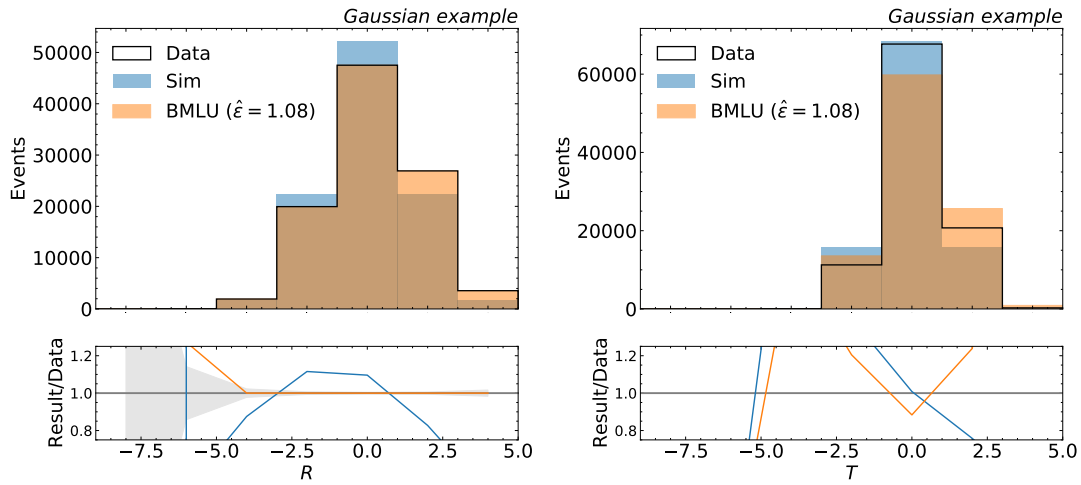 Gaussian example
Data
Sim
BMLU (ε̂ = 1.08)
Events
50000
40000
30000
20000
10000
0
Result/Data
1.2
1.0
0.8
−7.5 −5.0 −2.5 0.0 2.5 5.0
R
Gaussian example
Data
Sim
BMLU (ε̂ = 1.08)
Events
60000
40000
20000
0
Result/Data
1.2
1.0
0.8
−7.5 −5.0 −2.5 0.0 2.5 5.0
T